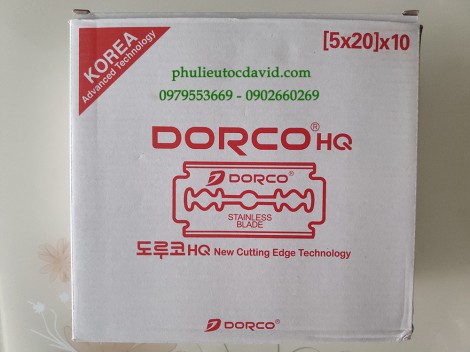 KOREA
Advanced Technology
[5x20]x10
phulieutocdavid.com
0979553669 - 0902660269
DORCO® HQ
DORCO
STAINLESS
BLADE
도루코HQ New Cutting Edge Technology
DORCO